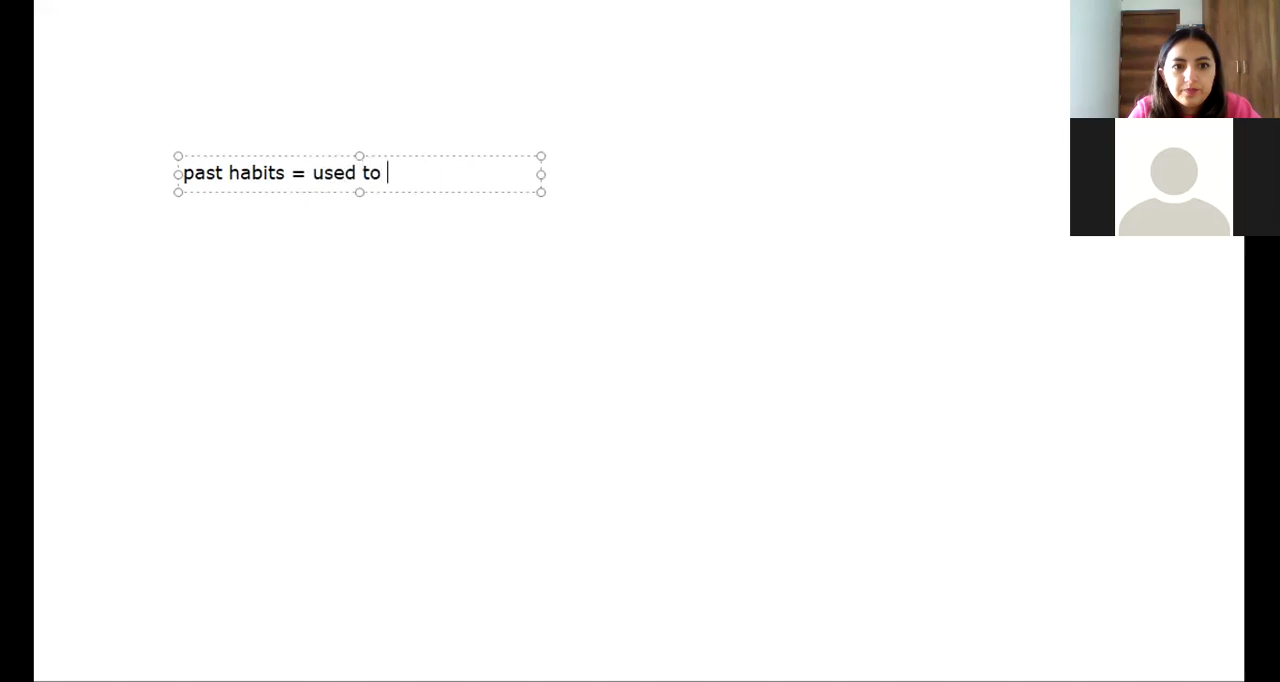 past habits = used to